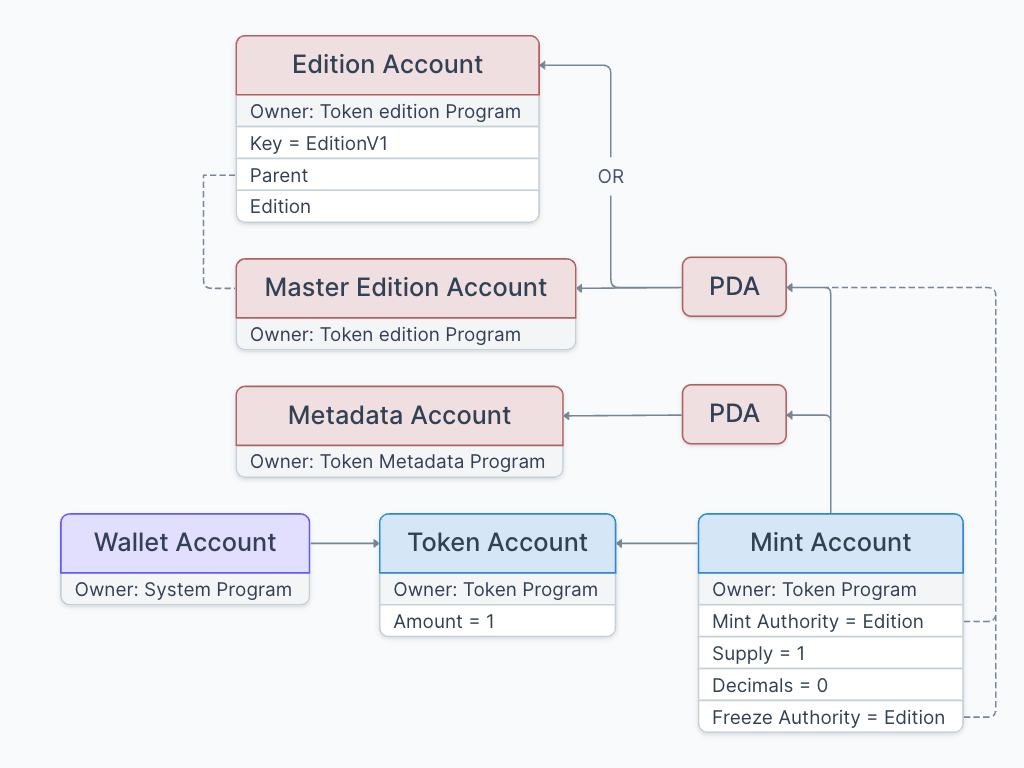 Edition Account
Owner: Token edition Program
Key = EditionV1
Parent
Edition
OR
Master Edition Account
Owner: Token edition Program
PDA
Metadata Account
Owner: Token Metadata Program
PDA
Wallet Account
Owner: System Program
Token Account
Owner: Token Program
Amount = 1
Mint Account
Owner: Token Program
Mint Authority = Edition
Supply = 1
Decimals = 0
Freeze Authority = Edition